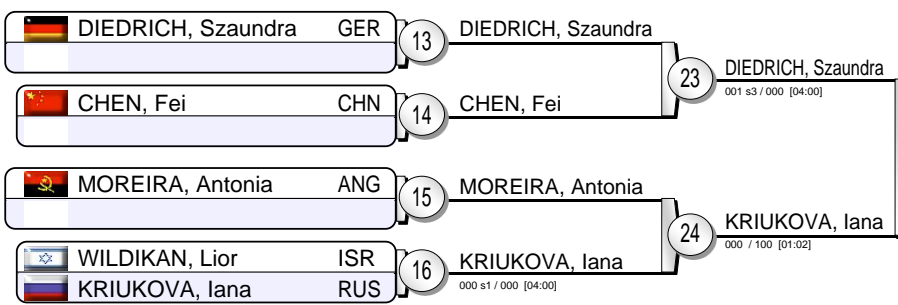 DIEDRICH, Szaundra GER
13
DIEDRICH, Szaundra
23
DIEDRICH, Szaundra
001 s3 / 000 [04:00]
CHEN, Fei CHN
14
CHEN, Fei
MOREIRA, Antonia ANG
15
MOREIRA, Antonia
24
KRIUKOVA, Iana
000 / 100 [01:02]
WILDIKAN, Lior ISR
KRIUKOVA, Iana RUS
16
KRIUKOVA, Iana
000 s1 / 000 [04:00]